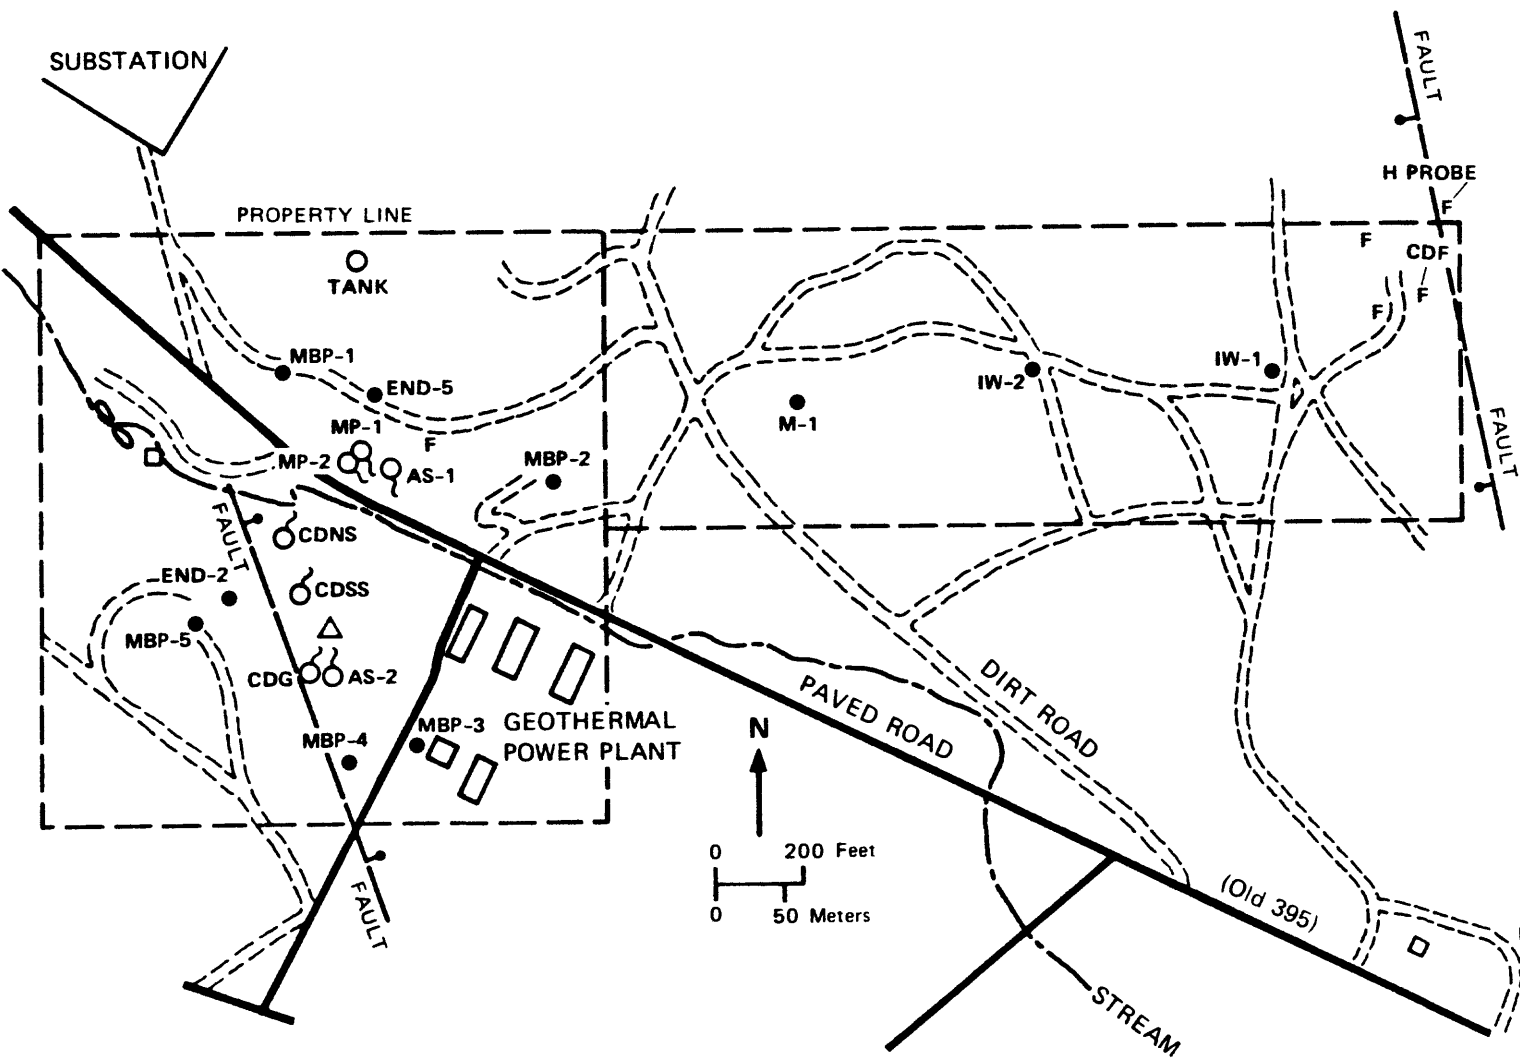 SUBSTATION
FAULT
H PROBE
F
PROPERTY LINE
F
CDF
TANK
F
F
MBP-1
IW-1
END-5
IW-2
MP-1
M-1
F
FAULT
MP-2
AS-1
MBP-2
FAULT
CDNS
END-2
CDSS
MBP-5
CDG
AS-2
DIRT ROAD
PAVED ROAD
MBP-3
GEOTHERMAL
POWER PLANT
MBP-4
N
0 200 Feet
0 50 Meters
FAULT
(Old 395)
STREAM